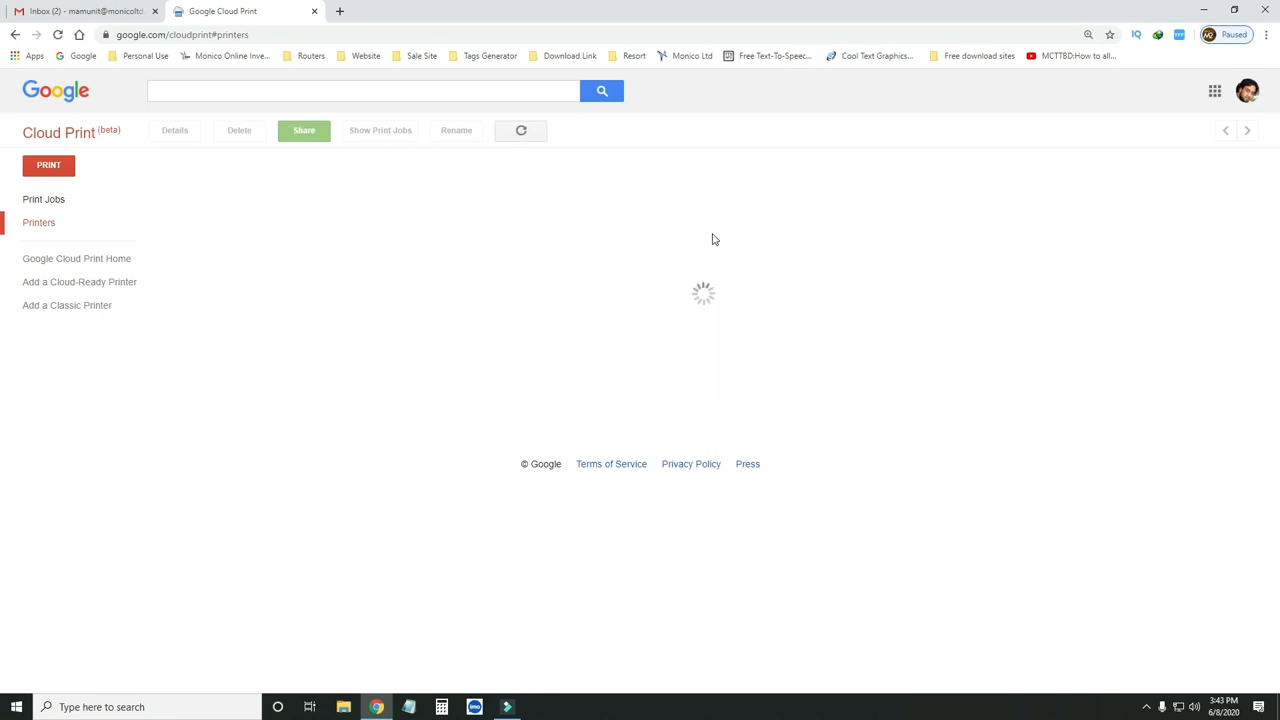 Inbox (2) - mamunit@monicoltd.
Google Cloud Print
google.com/cloudprint#printers
Paused
Apps
Google
Personal Use
Monico Online Inve...
Routers
Website
Sale Site
Tags Generator
Download Link
Resort
Monico Ltd
Free Text-To-Speec...
Cool Text Graphics...
Free download sites
MCTTBD:How to all...
Google
Cloud Print (beta)
Details
Delete
Share
Show Print Jobs
Rename
PRINT
Print Jobs
Printers
Google Cloud Print Home
Add a Cloud-Ready Printer
Add a Classic Printer
© Google Terms of Service Privacy Policy Press
Type here to search
imo
3:43 PM
6/8/2020